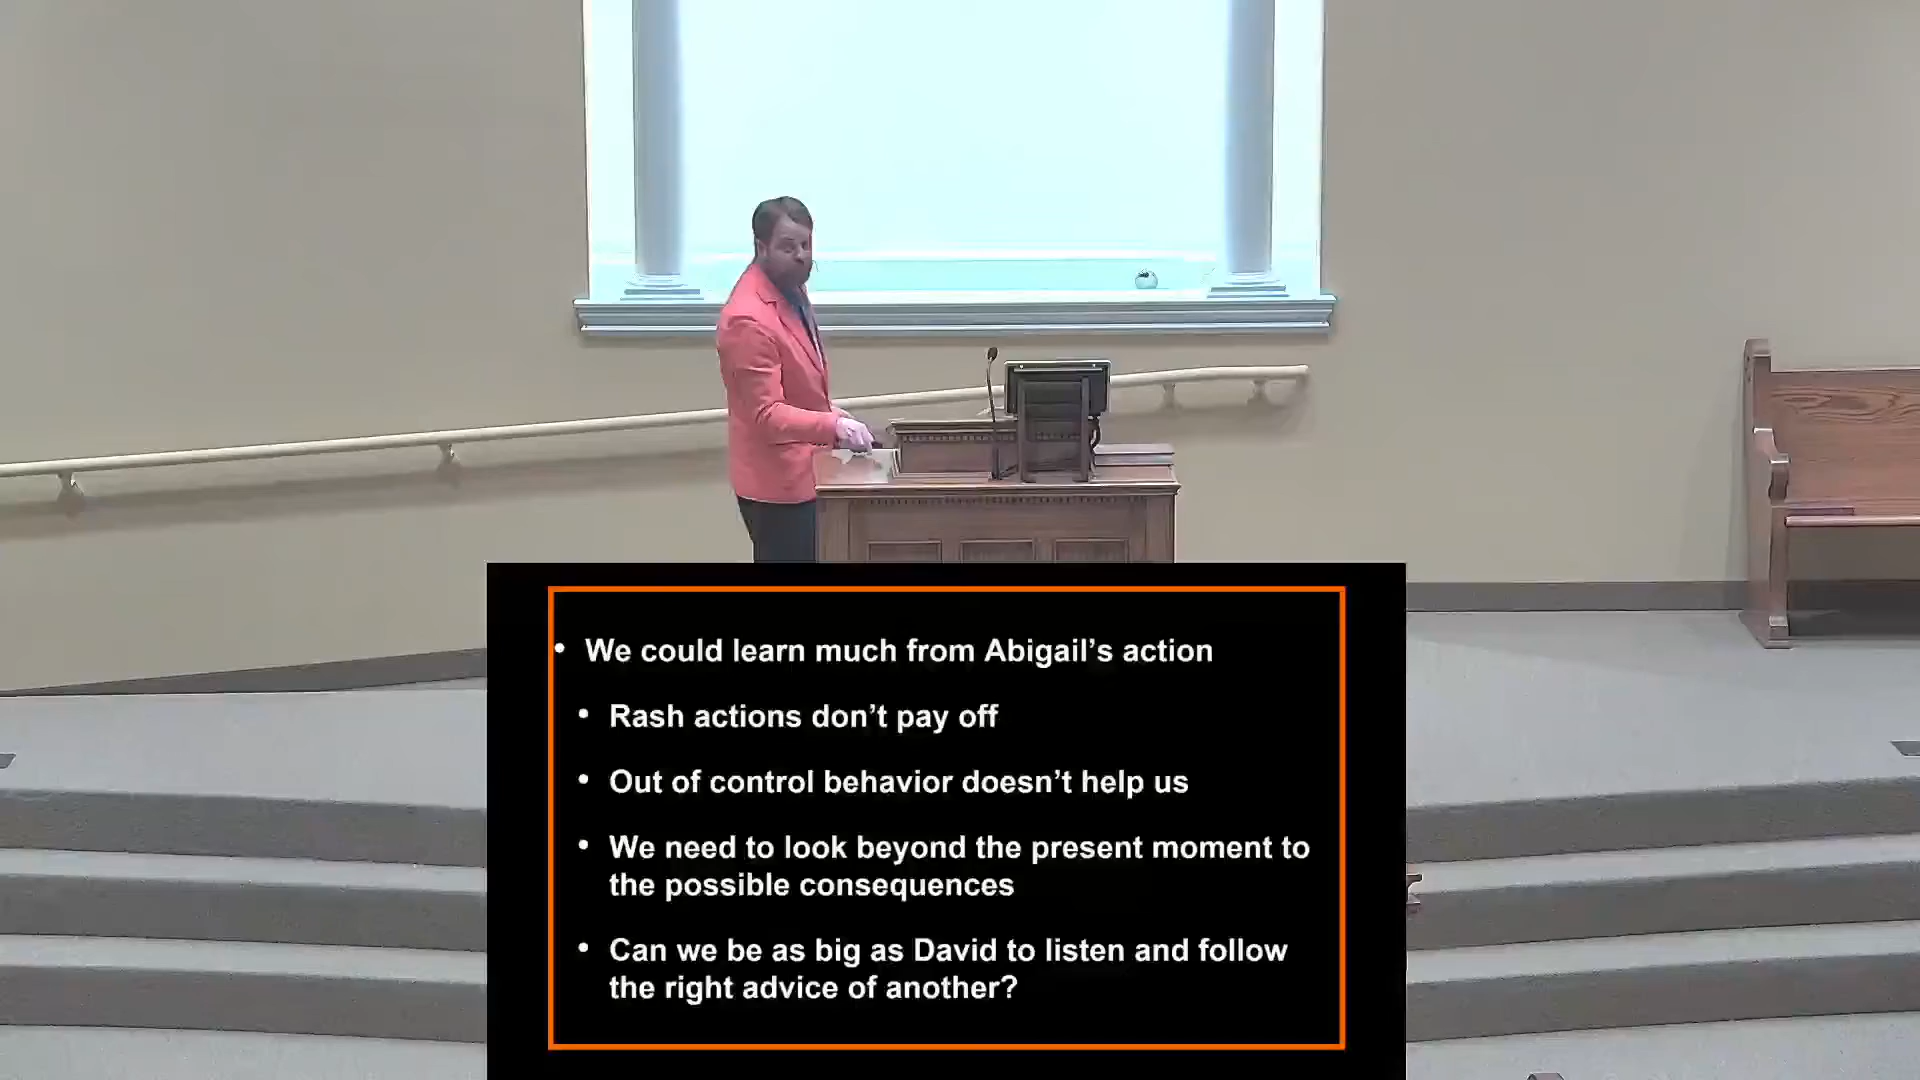 • We could learn much from Abigail’s action
• Rash actions don’t pay off
• Out of control behavior doesn’t help us
• We need to look beyond the present moment to
the possible consequences
• Can we be as big as David to listen and follow
the right advice of another?